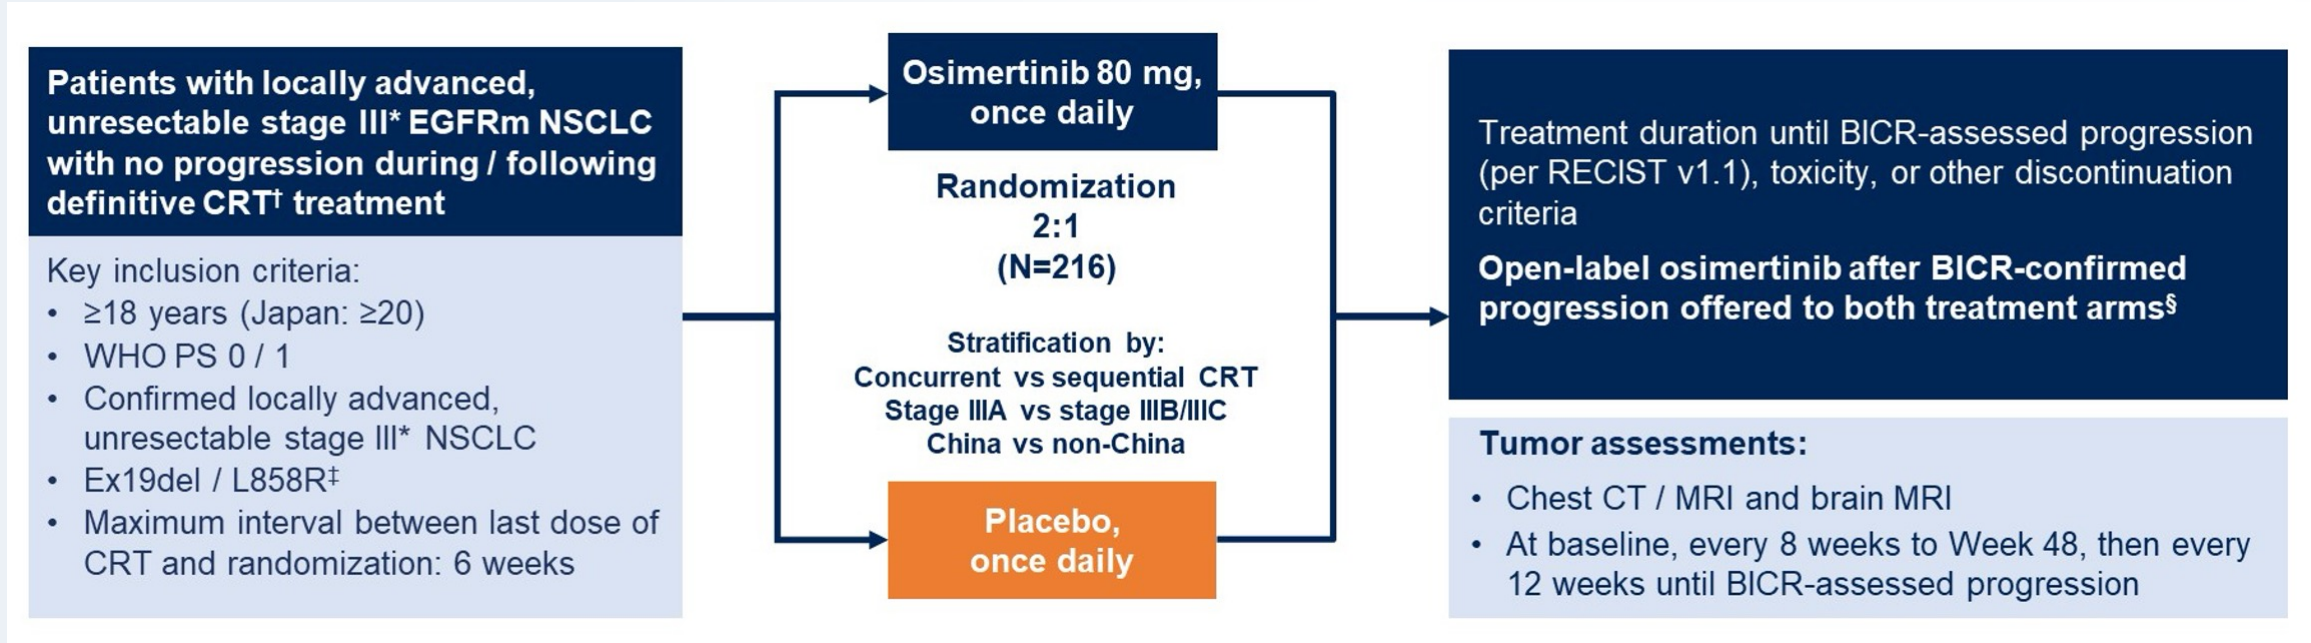 Patients with locally advanced,
unresectable stage III* EGFRm NSCLC
with no progression during / following
definitive CRT† treatment
Key inclusion criteria:
• ≥18 years (Japan: ≥20)
• WHO PS 0 / 1
• Confirmed locally advanced,
unresectable stage III* NSCLC
• Ex19del / L858R‡
• Maximum interval between last dose of
CRT and randomization: 6 weeks
Osimertinib 80 mg,
once daily
Randomization
2:1
(N=216)
Stratification by:
Concurrent vs sequential CRT
Stage IIIA vs stage IIIB/IIIC
China vs non-China
Placebo,
once daily
Treatment duration until BICR-assessed progression
(per RECIST v1.1), toxicity, or other discontinuation
criteria
Open-label osimertinib after BICR-confirmed
progression offered to both treatment arms§
Tumor assessments:
• Chest CT / MRI and brain MRI
• At baseline, every 8 weeks to Week 48, then every
12 weeks until BICR-assessed progression